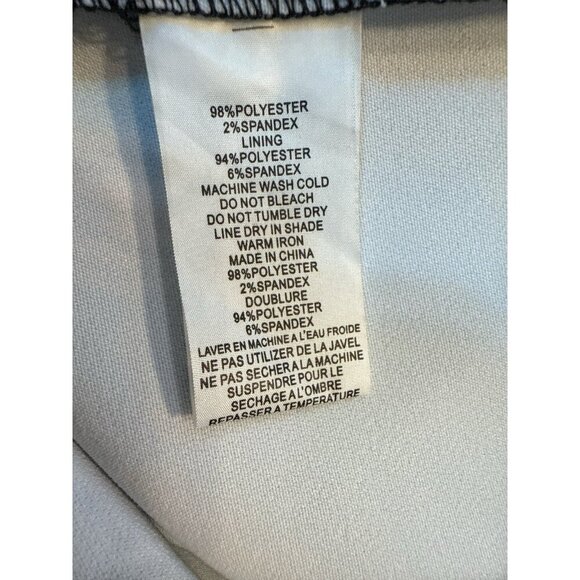 98%POLYESTER
2%SPANDEX
LINING
94%POLYESTER
6%SPANDEX
MACHINE WASH COLD
DO NOT BLEACH
DO NOT TUMBLE DRY
LINE DRY IN SHADE
WARM IRON
MADE IN CHINA
98%POLYESTER
2%SPANDEX
DOUBLURE
94%POLYESTER
6%SPANDEX
LAVER EN MACHINE A L'EAU FROIDE
NE PAS UTILIZER DE LA JAVEL
NE PAS SECHER A LA MACHINE
SUSPENDRE POUR LE
SECHAGE A L'OMBRE
REPASSER A TEMPERATURE